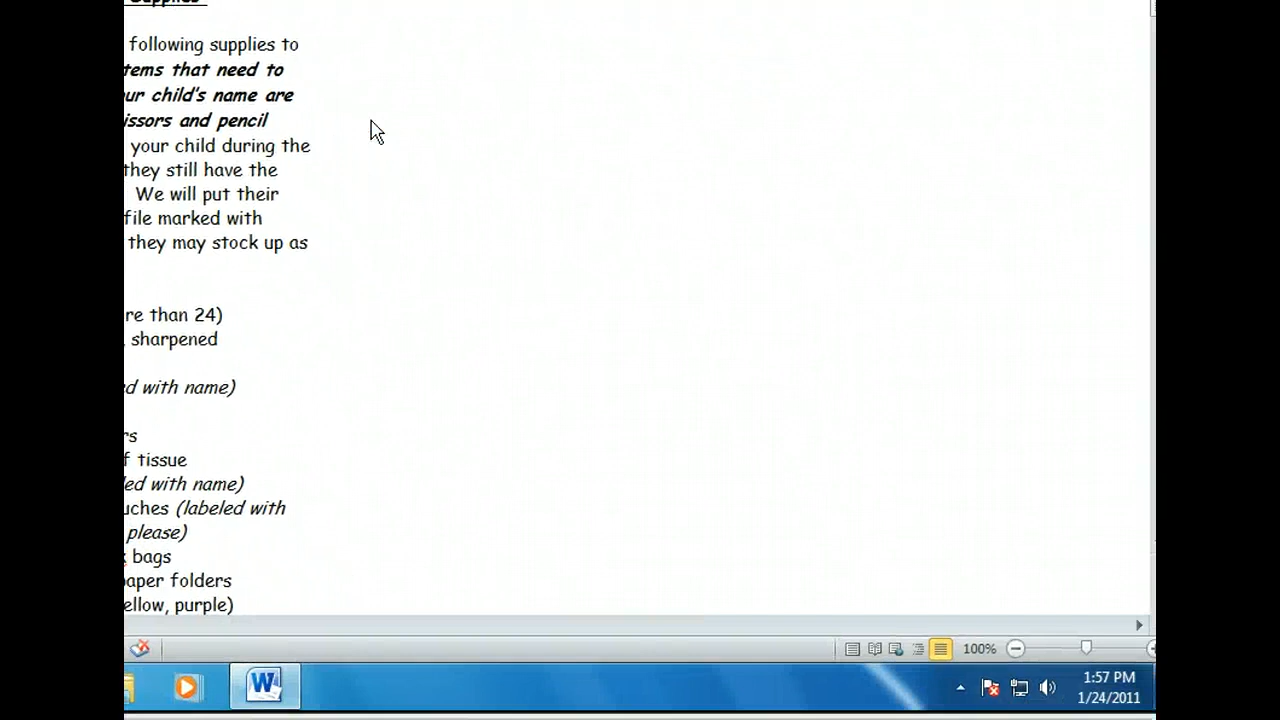 Supplies
following supplies to
tems that need to
ur child's name are
issors and pencil
your child during the
they still have the
We will put their
file marked with
they may stock up as
re than 24)
, sharpened
ed with name)
rs
f tissue
led with name)
uches (labeled with
please)
k bags
paper folders
ellow, purple)
100%
1:57 PM
1/24/2011